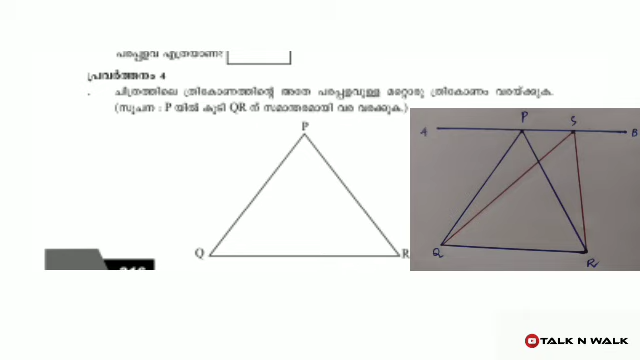 പരപ്പളവ എത്രയാണ?
പ്രവർത്തനം 4
. ചിത്രത്തിലെ ത്രികോണത്തിന്റെ അതേ പരപ്പളവുള്ള മറ്റൊരു ത്രികോണം വരയ്ക്കുക.
(സൂചന : P യിൽ കൂടി QR ന് സമാന്തരമായി വര വരക്കുക.)
P
Q R
A P S B
Q R
TALK N WALK